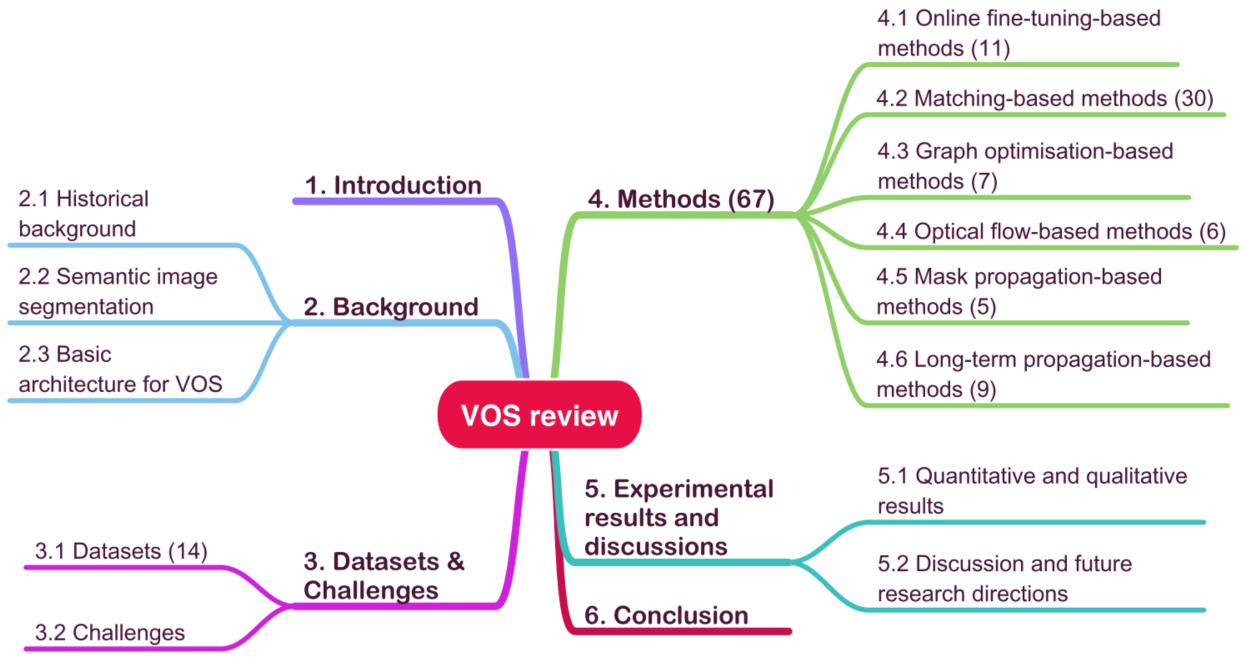 VOS review
1. Introduction
2. Background
2.1 Historical
background
2.2 Semantic image
segmentation
2.3 Basic
architecture for VOS
3. Datasets &
Challenges
3.1 Datasets (14)
3.2 Challenges
4. Methods (67)
4.1 Online fine-tuning-based
methods (11)
4.2 Matching-based methods (30)
4.3 Graph optimisation-based
methods (7)
4.4 Optical flow-based methods (6)
4.5 Mask propagation-based
methods (5)
4.6 Long-term propagation-based
methods (9)
5. Experimental
results and
discussions
5.1 Quantitative and qualitative
results
5.2 Discussion and future
research directions
6. Conclusion